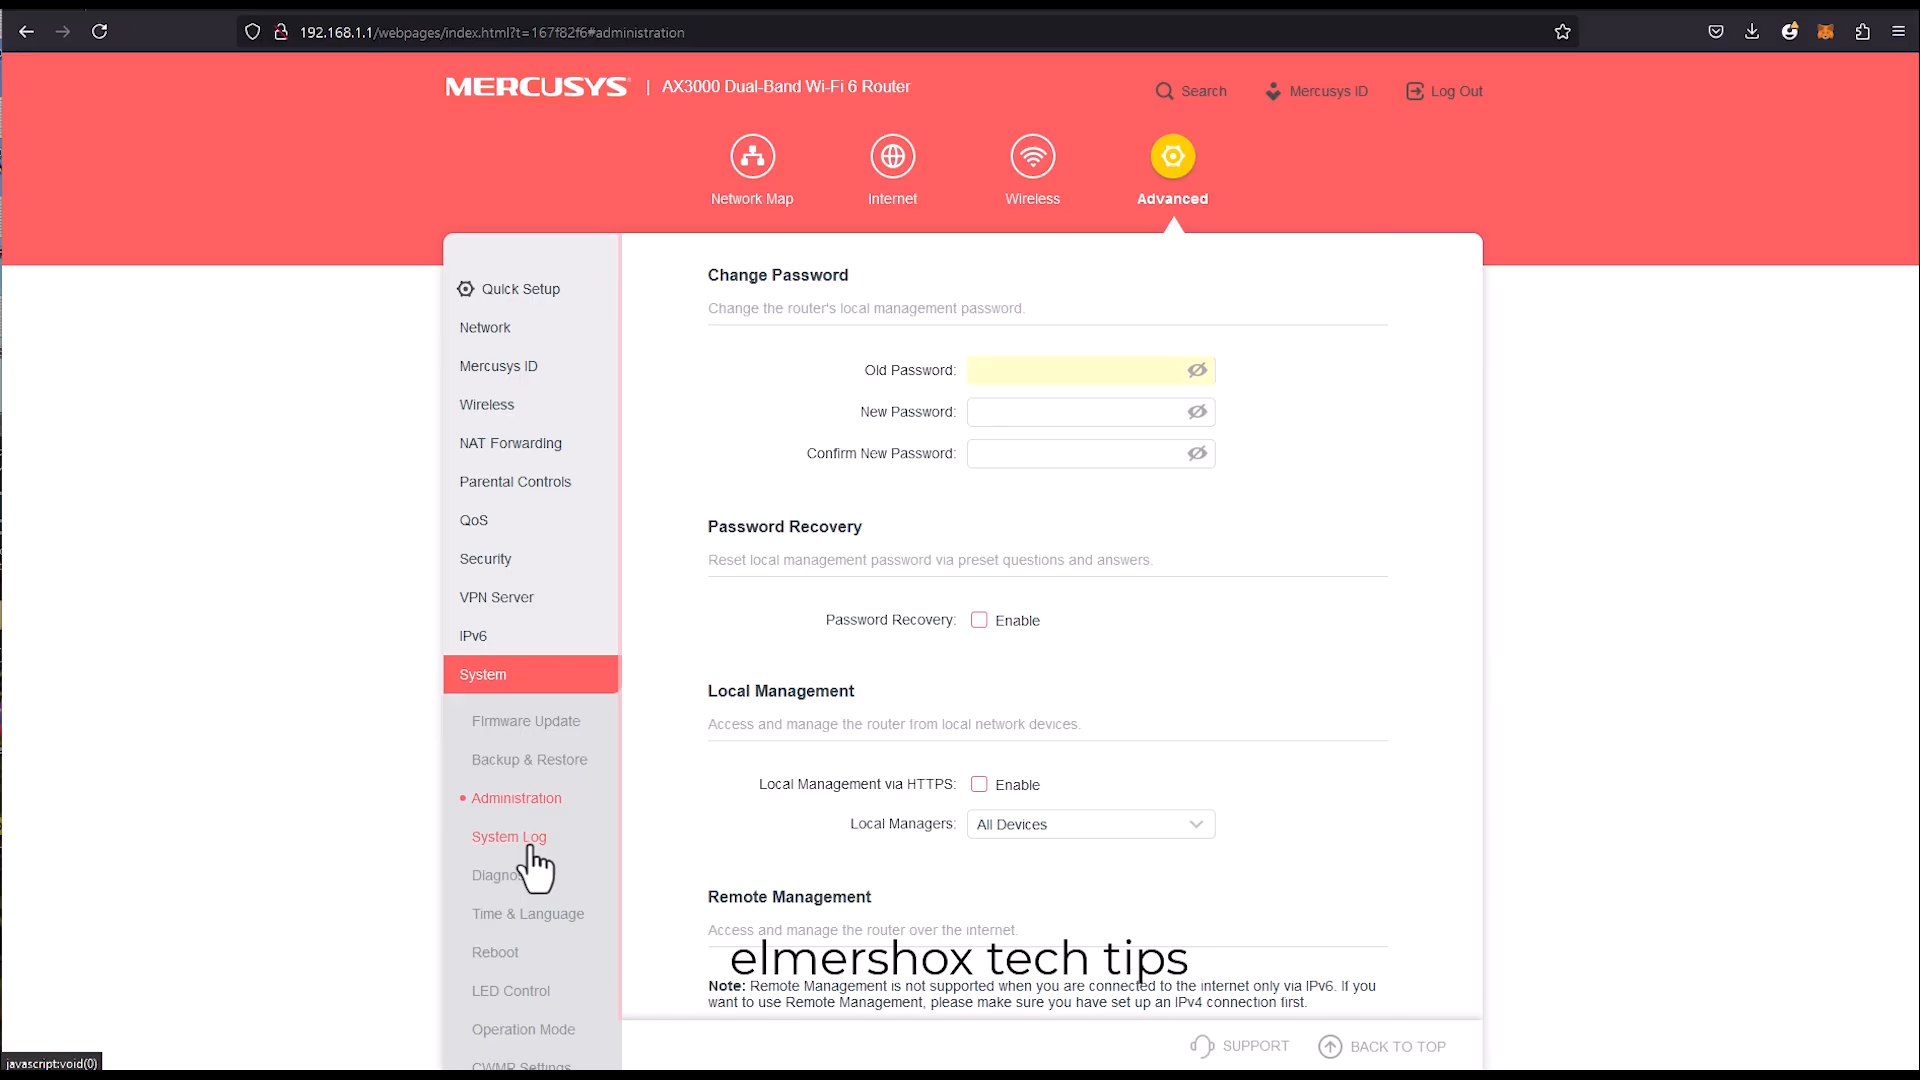 192.168.1.1/webpages/index.html?t=167f82f6#administration
MERCUSYS | AX3000 Dual-Band Wi-Fi 6 Router
Search
Mercusys ID
Log Out
Network Map
Internet
Wireless
Advanced
Quick Setup
Network
Mercusys ID
Wireless
NAT Forwarding
Parental Controls
QoS
Security
VPN Server
IPv6
System
Firmware Update
Backup & Restore
Administration
System Log
Diagnos
Time & Language
Reboot
LED Control
Operation Mode
CWMP Settings
Change Password
Change the router's local management password.
Old Password:
New Password:
Confirm New Password:
Password Recovery
Reset local management password via preset questions and answers.
Password Recovery: Enable
Local Management
Access and manage the router from local network devices.
Local Management via HTTPS: Enable
Local Managers: All Devices
Remote Management
Access and manage the router over the internet.
elmershox tech tips
Note: Remote Management is not supported when you are connected to the internet only via IPv6. If you
want to use Remote Management, please make sure you have set up an IPv4 connection first.
SUPPORT
BACK TO TOP
javascript:void(0)